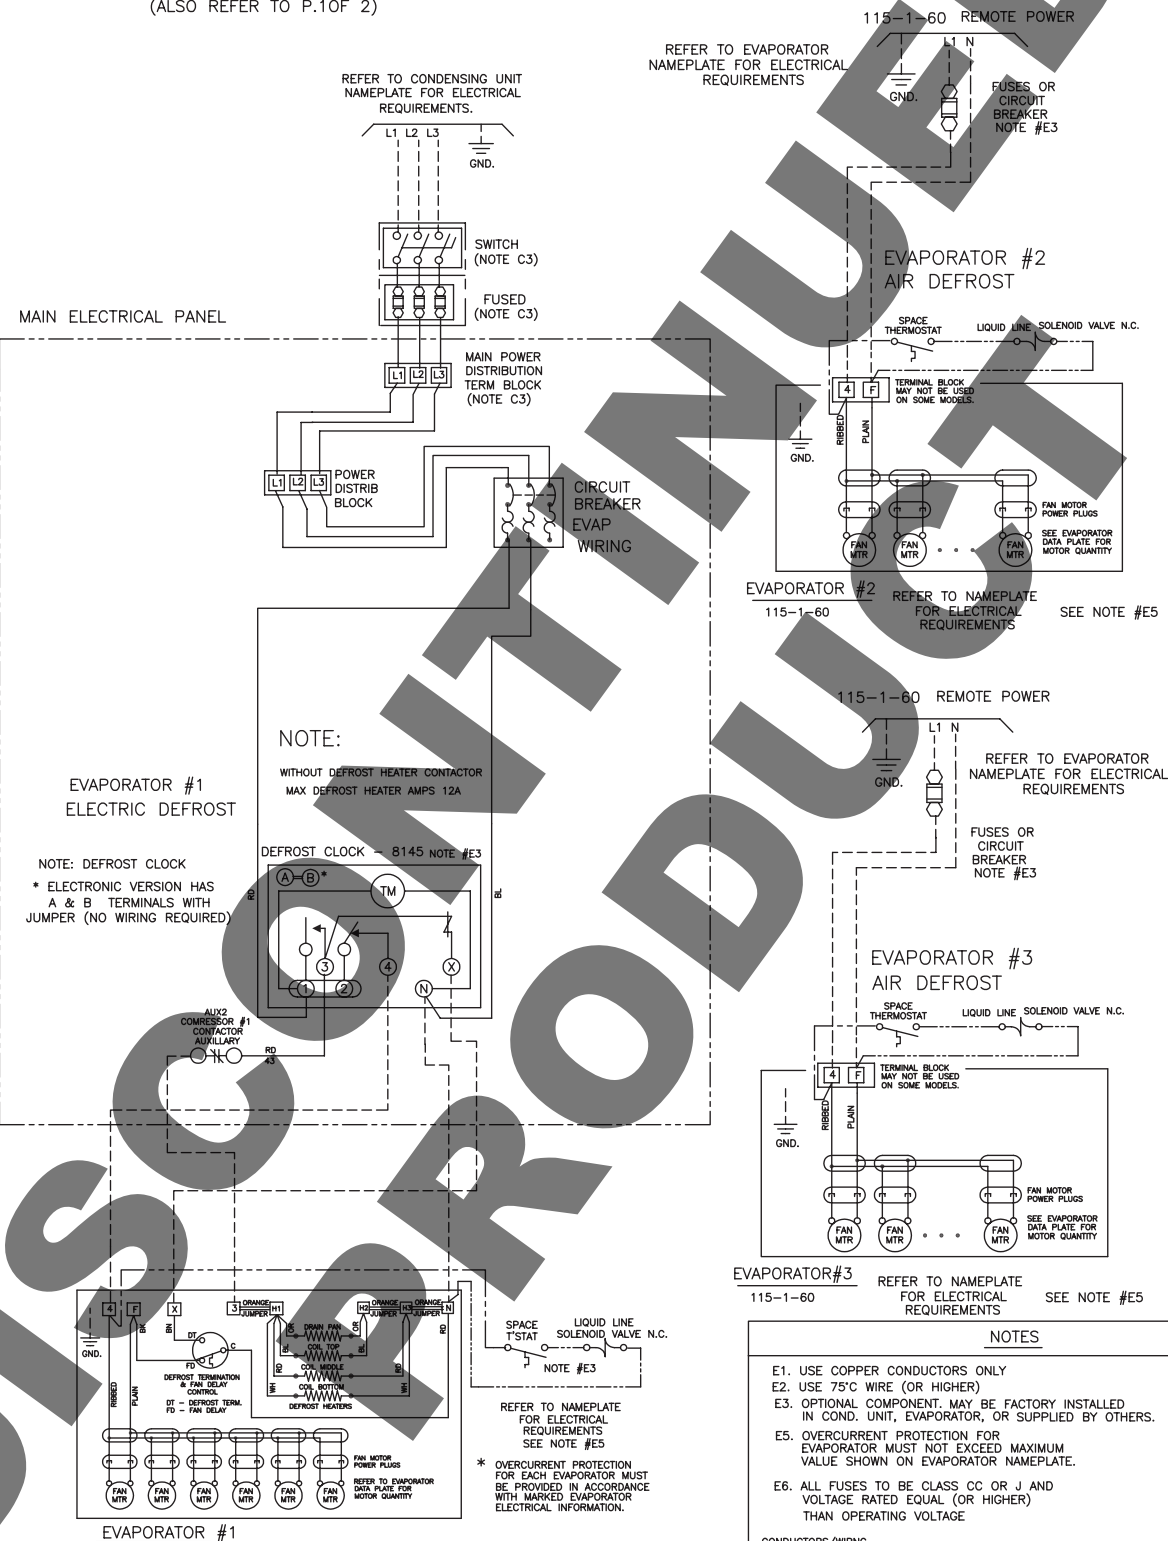 (ALSO REFER TO P.1OF 2)
115-1-60 REMOTE POWER
L1 N
REFER TO EVAPORATOR
NAMEPLATE FOR ELECTRICAL
REQUIREMENTS
GND.
FUSES OR
CIRCUIT
BREAKER
NOTE #E3
REFER TO CONDENSING UNIT
NAMEPLATE FOR ELECTRICAL
REQUIREMENTS.
L1 L2 L3
GND.
SWITCH
(NOTE C3)
FUSED
(NOTE C3)
MAIN ELECTRICAL PANEL
MAIN POWER
DISTRIBUTION
TERM BLOCK
(NOTE C3)
L1 L2 L3
L1 L2 L3
POWER
DISTRIB
BLOCK
CIRCUIT
BREAKER
EVAP
WIRING
EVAPORATOR #2
AIR DEFROST
SPACE
THERMOSTAT
LIQUID LINE SOLENOID VALVE N.C.
4 F
TERMINAL BLOCK
MAY NOT BE USED
ON SOME MODELS.
GND.
RIBBED
PLAIN
FAN MOTOR
POWER PLUGS
SEE EVAPORATOR
DATA PLATE FOR
MOTOR QUANTITY
FAN
MTR
FAN
MTR
FAN
MTR
EVAPORATOR #2
115-1-60
REFER TO NAMEPLATE
FOR ELECTRICAL
REQUIREMENTS
SEE NOTE #E5
NOTE:
WITHOUT DEFROST HEATER CONTACTOR
MAX DEFROST HEATER AMPS 12A
EVAPORATOR #1
ELECTRIC DEFROST
NOTE: DEFROST CLOCK
* ELECTRONIC VERSION HAS
A & B TERMINALS WITH
JUMPER (NO WIRING REQUIRED)
DEFROST CLOCK - 8145 NOTE #E3
RD
BL
A B *
TM
3 4 X
1 2 N
AUX2
COMRESSOR #1
CONTACTOR
AUXILLARY
RD
43
115-1-60 REMOTE POWER
L1 N
GND.
REFER TO EVAPORATOR
NAMEPLATE FOR ELECTRICAL
REQUIREMENTS
FUSES OR
CIRCUIT
BREAKER
NOTE #E3
EVAPORATOR #3
AIR DEFROST
SPACE
THERMOSTAT
LIQUID LINE SOLENOID VALVE N.C.
4 F
TERMINAL BLOCK
MAY NOT BE USED
ON SOME MODELS.
GND.
RIBBED
PLAIN
FAN MOTOR
POWER PLUGS
SEE EVAPORATOR
DATA PLATE FOR
MOTOR QUANTITY
FAN
MTR
FAN
MTR
FAN
MTR
EVAPORATOR#3
115-1-60
REFER TO NAMEPLATE
FOR ELECTRICAL
REQUIREMENTS
SEE NOTE #E5
4 F X 3 ORANGE JUMPER H1 H2 ORANGE JUMPER H3 ORANGE JUMPER N
GND.
BK
BN
DT
C
FD
DEFROST TERMINATION
& FAN DELAY
CONTROL
DT - DEFROST TERM.
FD - FAN DELAY
RIBBED
PLAIN
OR
BL
RD
WH
DRAIN PAN
COIL TOP
COIL MIDDLE
COIL BOTTOM
DEFROST HEATERS
OR
BL
RD
WH
RD
FAN MOTOR
POWER PLUGS
REFER TO EVAPORATOR
DATA PLATE FOR
MOTOR QUANTITY
FAN
MTR
FAN
MTR
FAN
MTR
FAN
MTR
FAN
MTR
FAN
MTR
EVAPORATOR #1
SPACE
T'STAT
LIQUID LINE
SOLENOID VALVE N.C.
NOTE #E3
REFER TO NAMEPLATE
FOR ELECTRICAL
REQUIREMENTS
SEE NOTE #E5
* OVERCURRENT PROTECTION
FOR EACH EVAPORATOR MUST
BE PROVIDED IN ACCORDANCE
WITH MARKED EVAPORATOR
ELECTRICAL INFORMATION.
NOTES
E1. USE COPPER CONDUCTORS ONLY
E2. USE 75°C WIRE (OR HIGHER)
E3. OPTIONAL COMPONENT. MAY BE FACTORY INSTALLED
IN COND. UNIT, EVAPORATOR, OR SUPPLIED BY OTHERS.
E5. OVERCURRENT PROTECTION FOR
EVAPORATOR MUST NOT EXCEED MAXIMUM
VALUE SHOWN ON EVAPORATOR NAMEPLATE.
E6. ALL FUSES TO BE CLASS CC OR J AND
VOLTAGE RATED EQUAL (OR HIGHER)
THAN OPERATING VOLTAGE
DISCONTINUED
PRODUCT